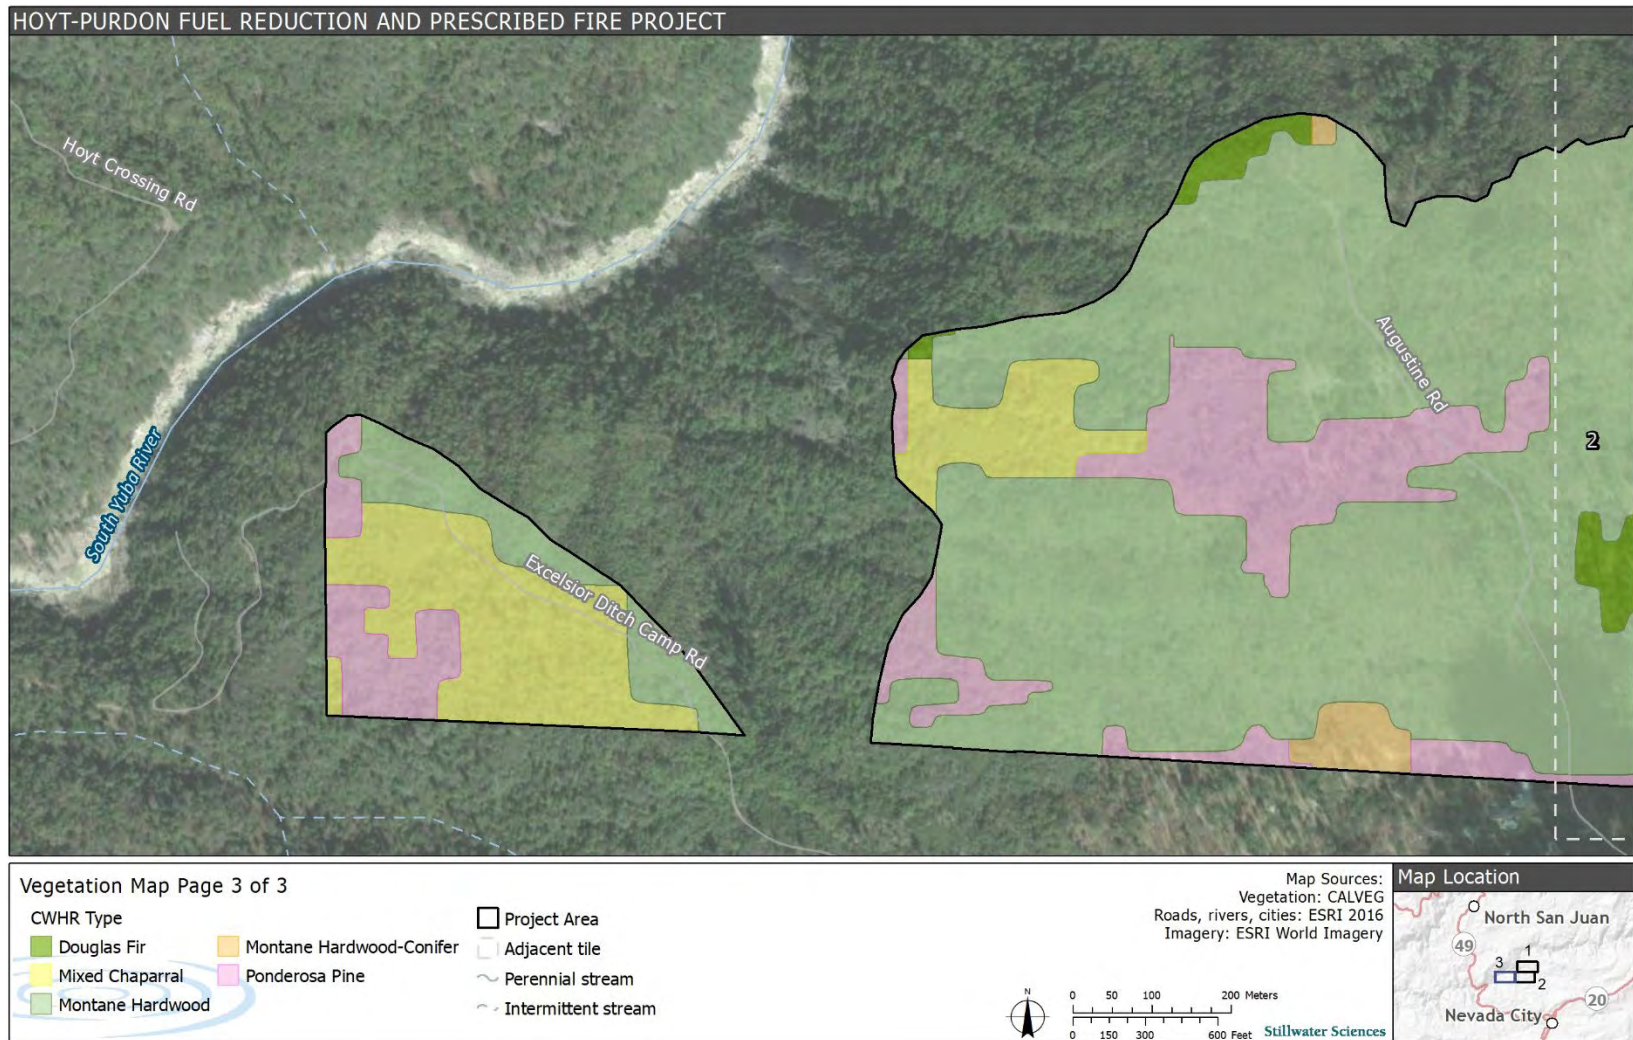 HOYT-PURDON FUEL REDUCTION AND PRESCRIBED FIRE PROJECT
Hoyt Crossing Rd
South Yuba River
Augustine Rd
2
Excelsior Ditch Camp Rd
Vegetation Map Page 3 of 3
CWHR Type
Douglas Fir
Mixed Chaparral
Montane Hardwood
Montane Hardwood-Conifer
Ponderosa Pine
Project Area
Adjacent tile
Perennial stream
Intermittent stream
Map Sources:
Vegetation: CALVEG
Roads, rivers, cities: ESRI 2016
Imagery: ESRI World Imagery
N
0 50 100 200 Meters
0 150 300 600 Feet
Stillwater Sciences
Map Location
North San Juan
49
1
3
2
20
Nevada City